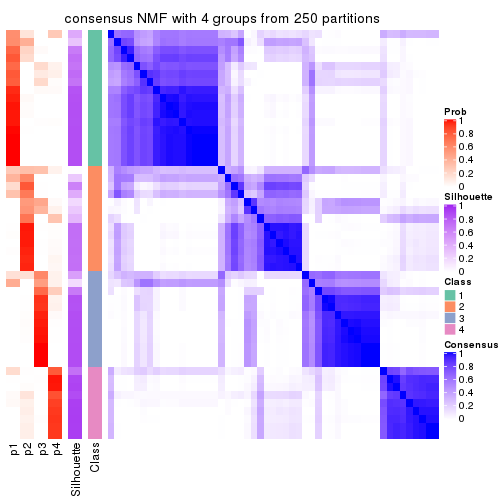 consensus NMF with 4 groups from 250 partitions
Prob
1
0.8
0.6
0.4
0.2
0
Silhouette
1
0.8
0.6
0.4
0.2
0
Class
1
2
3
4
Consensus
1
0.8
0.6
0.4
0.2
0
p1
p2
p3
p4
Silhouette
Class